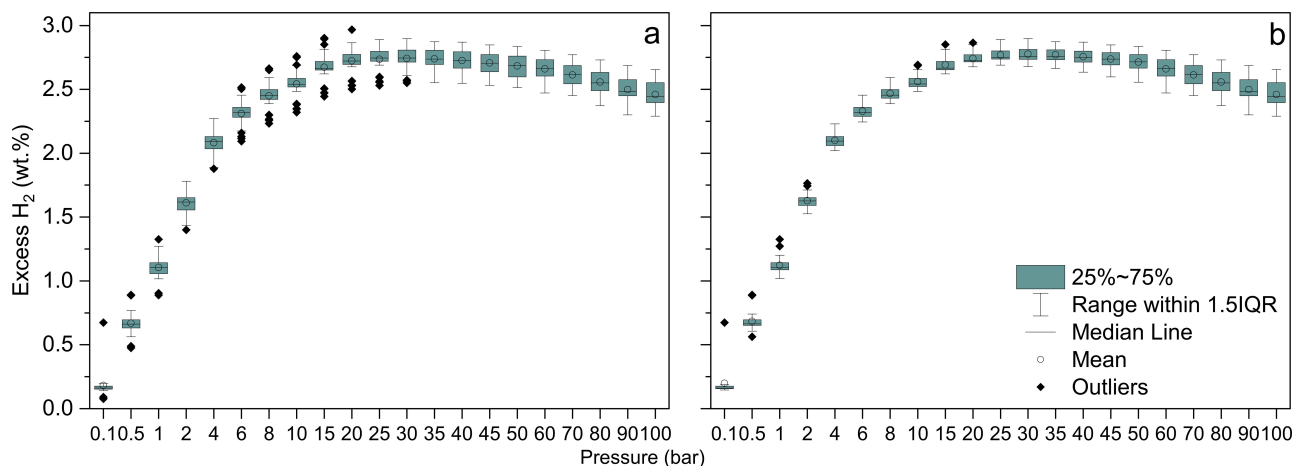 a
b
3.0
2.5
2.0
1.5
1.0
0.5
0.0
Excess H₂ (wt.%)
25%~75%
Range within 1.5IQR
Median Line
Mean
Outliers
0.1 0.5 1 2 4 6 8 10 15 20 25 30 35 40 45 50 60 70 80 90 100
0.1 0.5 1 2 4 6 8 10 15 20 25 30 35 40 45 50 60 70 80 90 100
Pressure (bar)